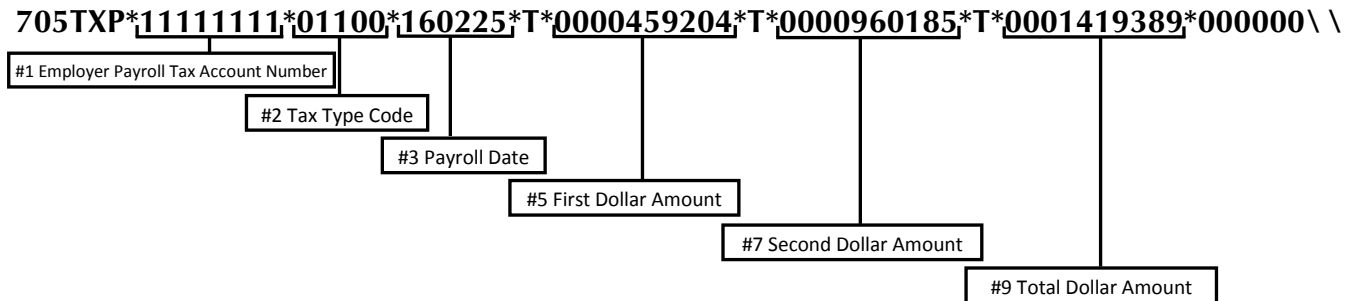 705TXP*11111111*01100*160225*T*0000459204*T*0000960185*T*0001419389*000000\ \
#1 Employer Payroll Tax Account Number
#2 Tax Type Code
#3 Payroll Date
#5 First Dollar Amount
#7 Second Dollar Amount
#9 Total Dollar Amount